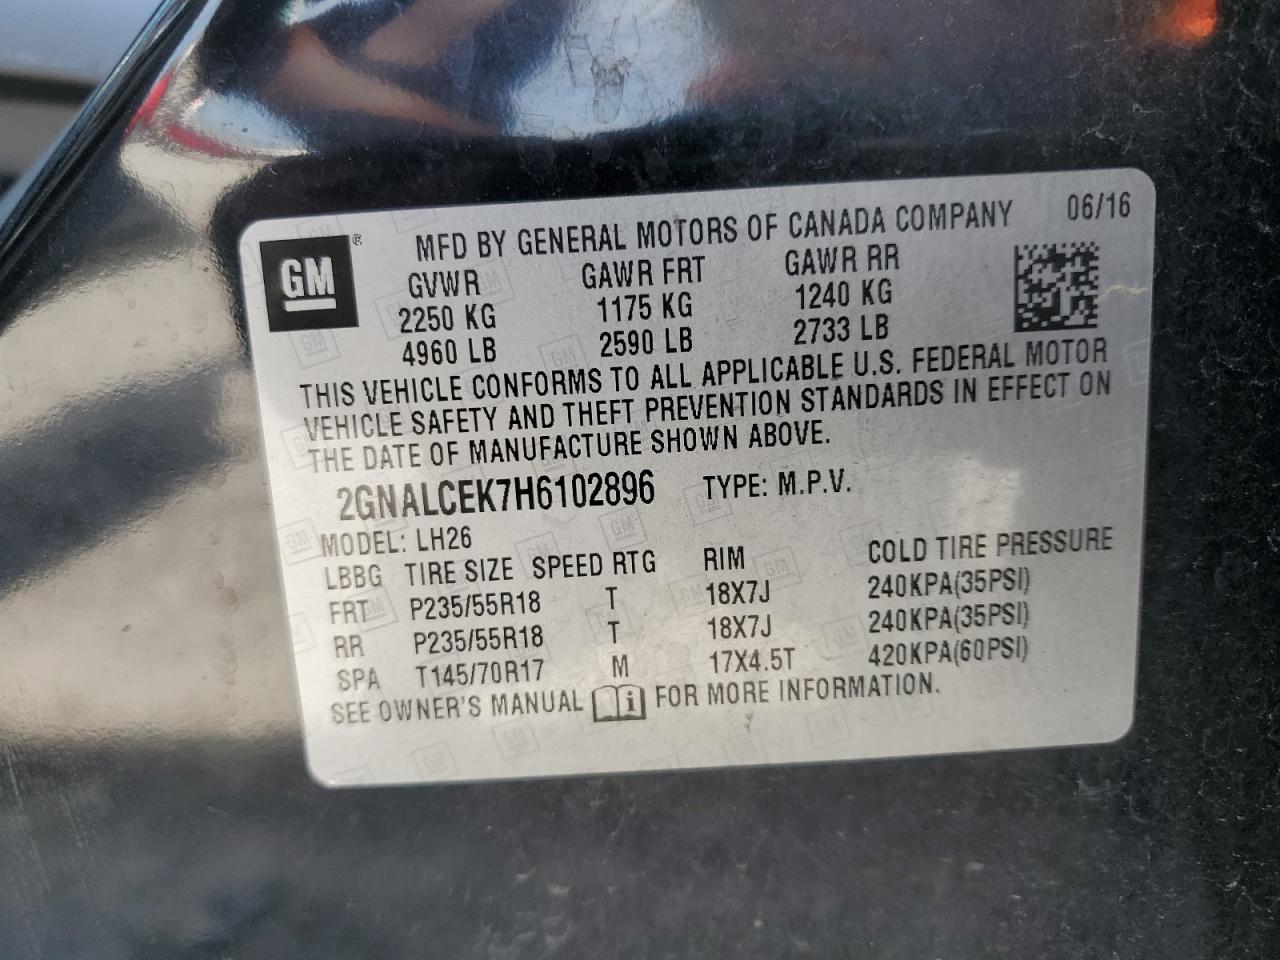 GM ® MFD BY GENERAL MOTORS OF CANADA COMPANY 06/16
GVWR GAWR FRT GAWR RR
2250 KG 1175 KG 1240 KG
4960 LB 2590 LB 2733 LB
THIS VEHICLE CONFORMS TO ALL APPLICABLE U.S. FEDERAL MOTOR
VEHICLE SAFETY AND THEFT PREVENTION STANDARDS IN EFFECT ON
THE DATE OF MANUFACTURE SHOWN ABOVE.
2GNALCEK7H6102896 TYPE: M.P.V.
MODEL: LH26
LBBG TIRE SIZE SPEED RTG RIM COLD TIRE PRESSURE
FRT P235/55R18 T 18X7J 240KPA(35PSI)
RR P235/55R18 T 18X7J 240KPA(35PSI)
SPA T145/70R17 M 17X4.5T 420KPA(60PSI)
SEE OWNER'S MANUAL i FOR MORE INFORMATION.